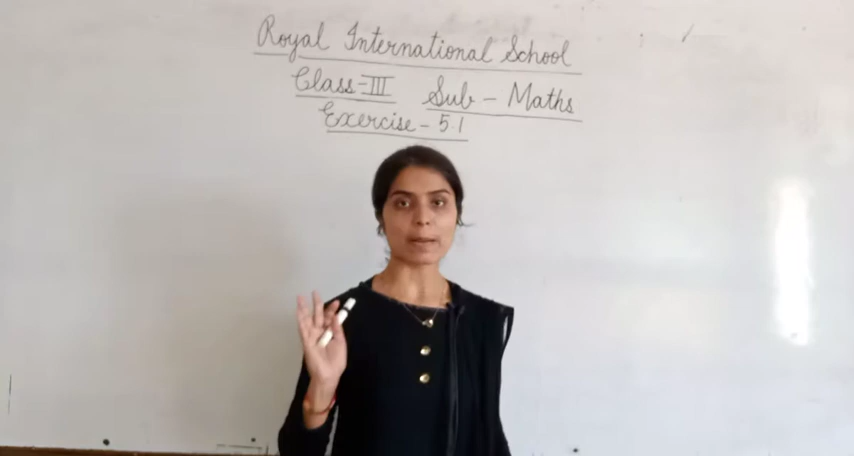 Royal International School
Class-III Sub - Maths
Exercise - 5.1